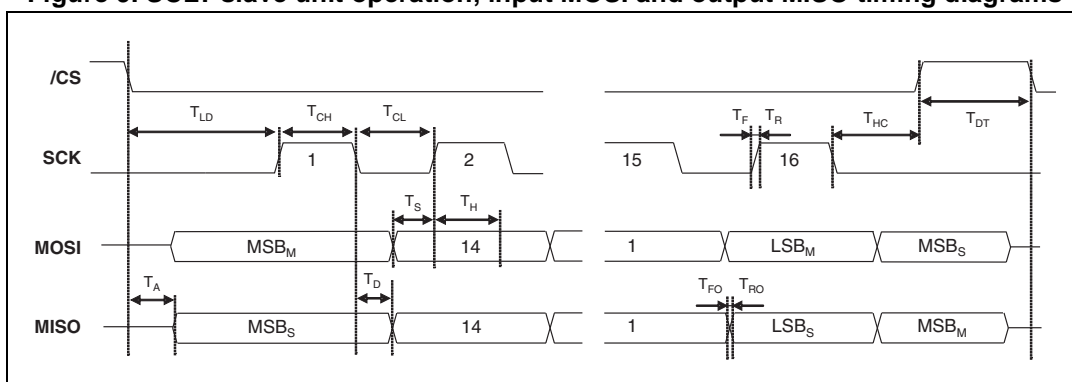 Figure SCLT slave unit operation, input MOSI and output MISO timing diagrams
/CS
T_LD T_CH T_CL T_F T_R T_HC T_DT
SCK 1 2 15 16
T_S T_H
MOSI MSB_M 14 1 LSB_M MSB_S
T_A T_D T_FO T_RO
MISO MSB_S 14 1 LSB_S MSB_M